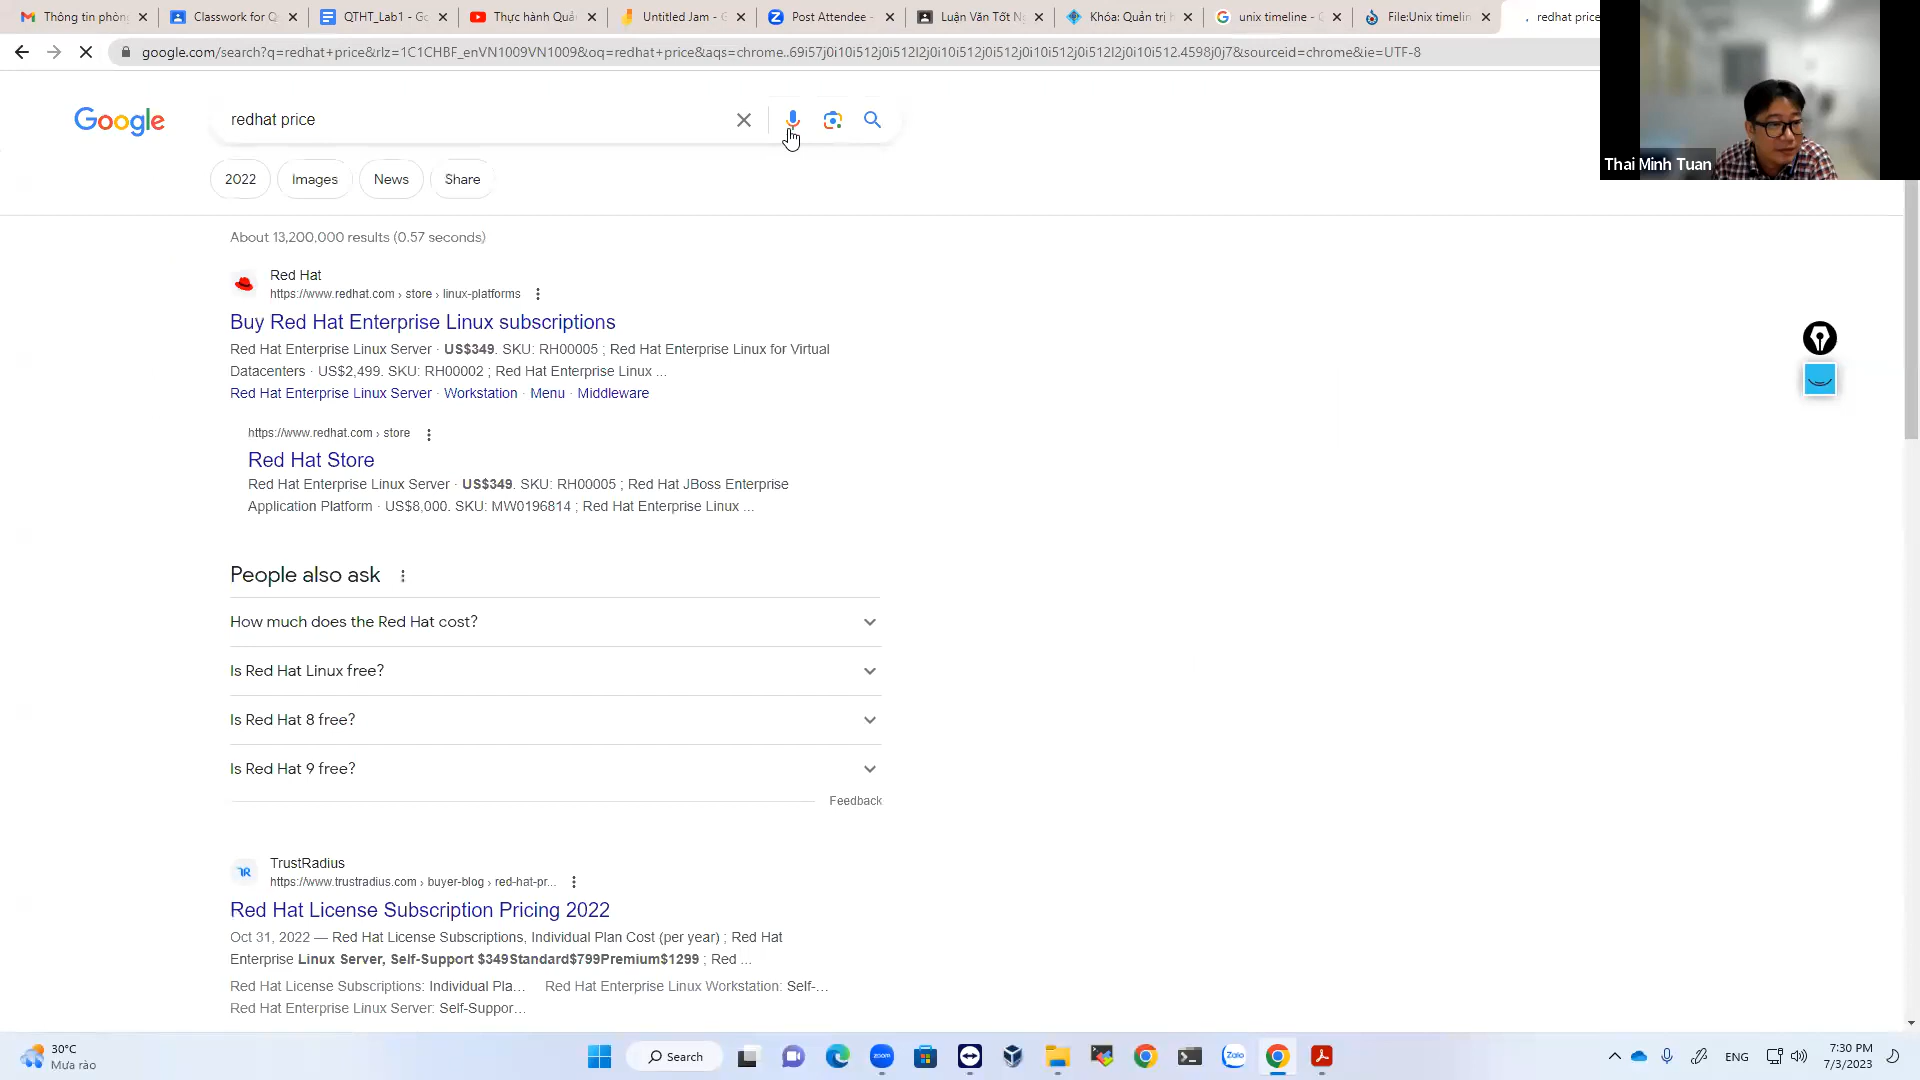 Thông tin phòng
Classwork for Q
QTHT_Lab1 - Go
Thực hành Quản
Untitled Jam - G
Post Attendee -
Luận Văn Tốt Ng
Khóa: Quản trị h
unix timeline - G
File:Unix timelin
redhat price
google.com/search?q=redhat+price&rlz=1C1CHBF_enVN1009VN1009&oq=redhat+price&aqs=chrome..69i57j0i10i512j0i512l2j0i10i512j0i512j0i10i512j0i512l2j0i10i512.4598j0j7&sourceid=chrome&ie=UTF-8
Google
redhat price
2022
Images
News
Share
Thai Minh Tuan
About 13,200,000 results (0.57 seconds)
Red Hat
https://www.redhat.com › store › linux-platforms
Buy Red Hat Enterprise Linux subscriptions
Red Hat Enterprise Linux Server · US$349. SKU: RH00005 ; Red Hat Enterprise Linux for Virtual
Datacenters · US$2,499. SKU: RH00002 ; Red Hat Enterprise Linux ...
Red Hat Enterprise Linux Server · Workstation · Menu · Middleware
https://www.redhat.com › store
Red Hat Store
Red Hat Enterprise Linux Server · US$349. SKU: RH00005 ; Red Hat JBoss Enterprise
Application Platform · US$8,000. SKU: MW0196814 ; Red Hat Enterprise Linux ...
People also ask
How much does the Red Hat cost?
Is Red Hat Linux free?
Is Red Hat 8 free?
Is Red Hat 9 free?
Feedback
TrustRadius
https://www.trustradius.com › buyer-blog › red-hat-pr...
Red Hat License Subscription Pricing 2022
Oct 31, 2022 — Red Hat License Subscriptions, Individual Plan Cost (per year) ; Red Hat
Enterprise Linux Server, Self-Support $349Standard$799Premium$1299 ; Red ...
Red Hat License Subscriptions: Individual Pla... Red Hat Enterprise Linux Workstation: Self-...
Red Hat Enterprise Linux Server: Self-Suppor...
30°C
Mưa rào
Search
zoom
Zalo
ENG
7:30 PM
7/3/2023